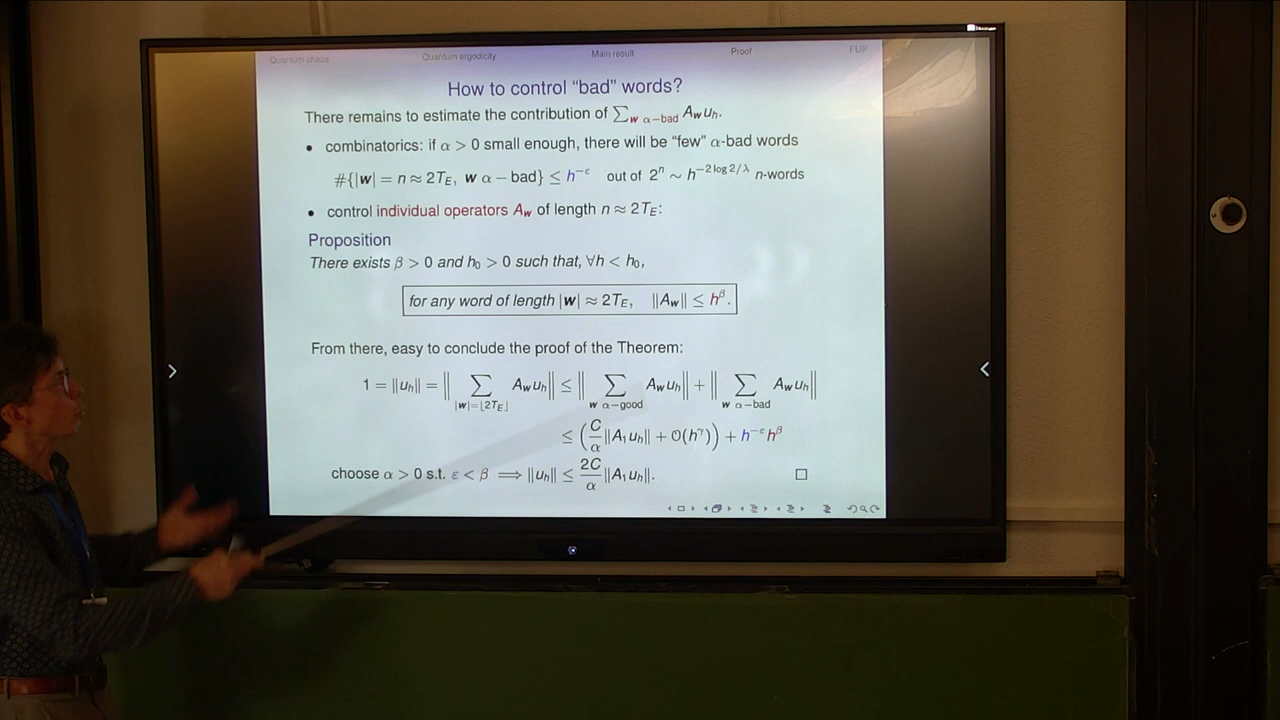 Quantum chaos Quantum ergodicity Main result Proof FUP
How to control “bad” words?
There remains to estimate the contribution of ∑_{w α−bad} A_w u_h.
• combinatorics: if α > 0 small enough, there will be “few” α-bad words
#{|w| = n ≈ 2T_E, w α − bad} ≤ h^{−ε} out of 2^n ∼ h^{−2 log 2/λ} n-words
• control individual operators A_w of length n ≈ 2T_E:
Proposition
There exists β > 0 and h_0 > 0 such that, ∀h < h_0,
for any word of length |w| ≈ 2T_E, ‖A_w‖ ≤ h^β.
From there, easy to conclude the proof of the Theorem:
1 = ‖u_h‖ = ‖∑_{|w|=⌊2T_E⌋} A_w u_h‖ ≤ ‖∑_{w α−good} A_w u_h‖ + ‖∑_{w α−bad} A_w u_h‖
≤ (C/α ‖A_1 u_h‖ + O(h^γ)) + h^{−ε} h^β
choose α > 0 s.t. ε < β ⟹ ‖u_h‖ ≤ 2C/α ‖A_1 u_h‖. □